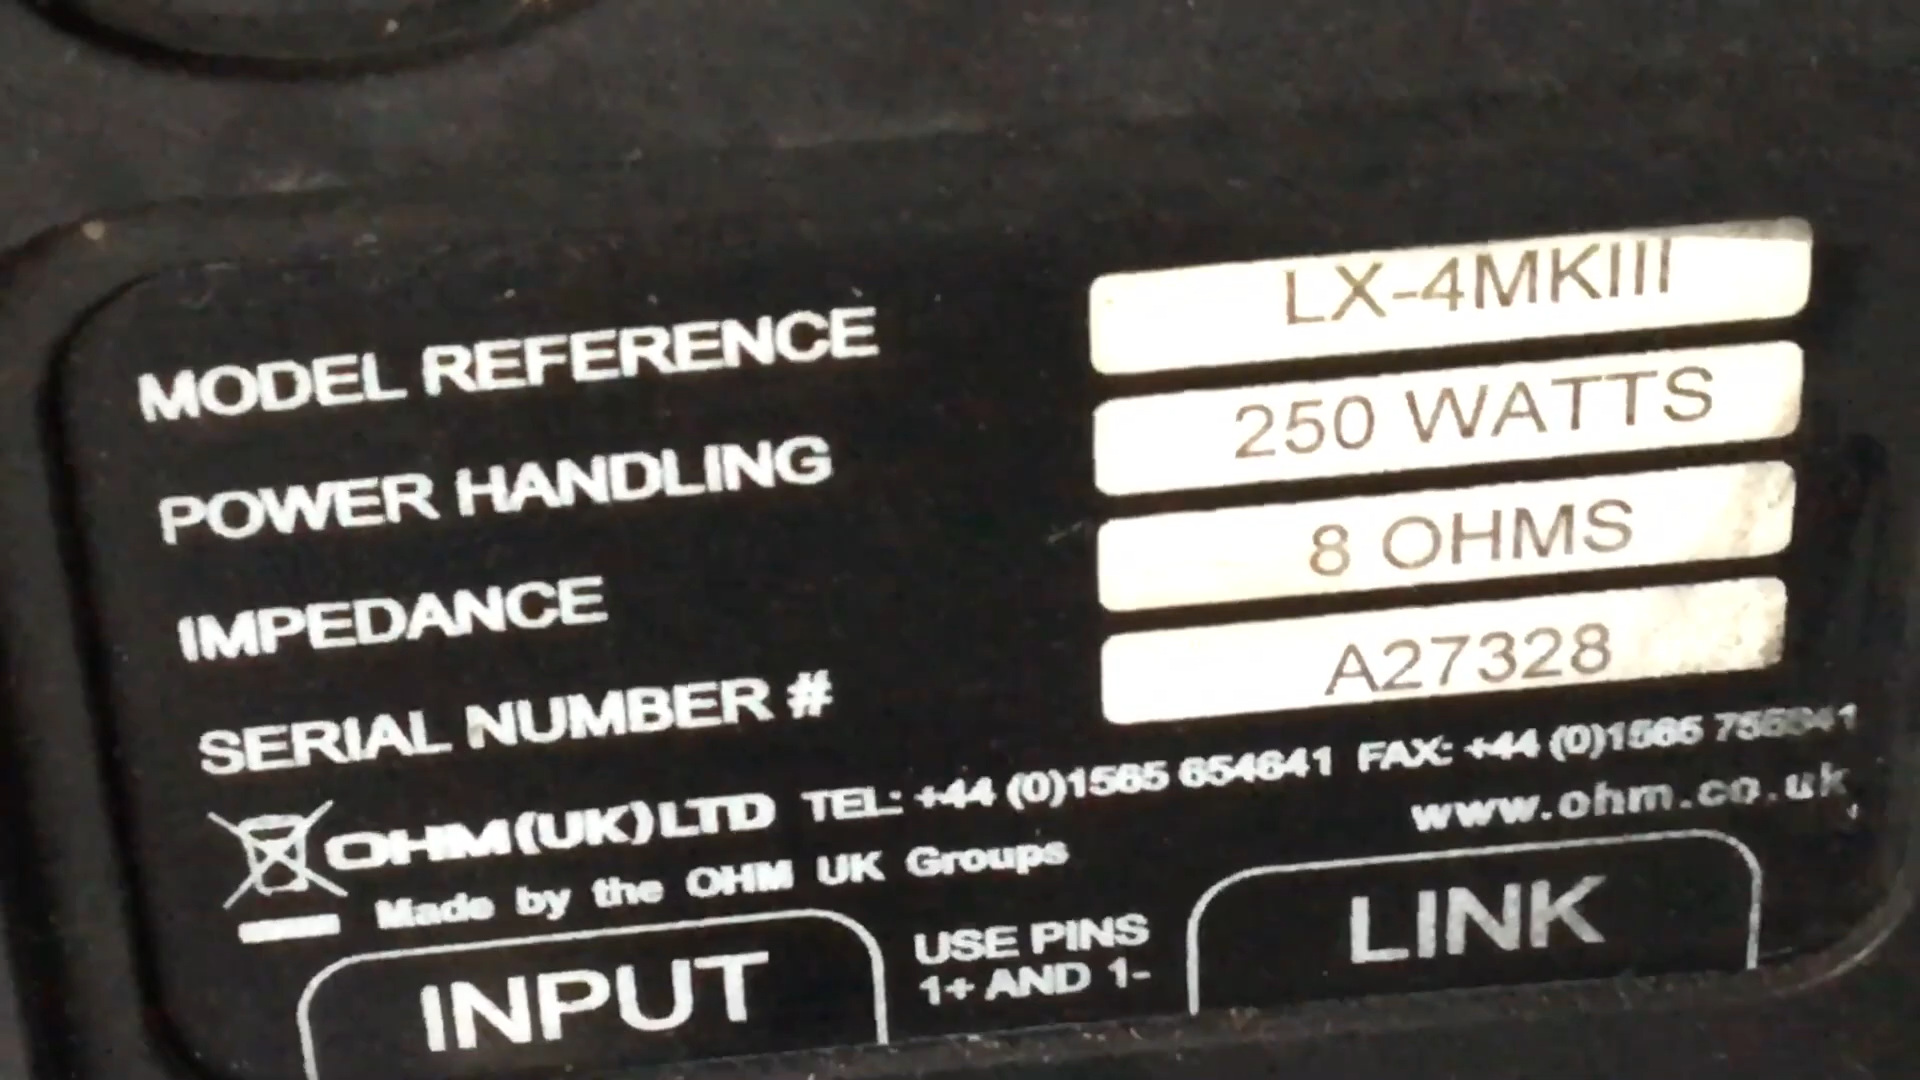 MODEL REFERENCE LX-4MKIII
POWER HANDLING 250 WATTS
IMPEDANCE 8 OHMS
SERIAL NUMBER # A27328
OHM(UK)LTD TEL: +44 (0)1565 654641 FAX: +44 (0)1565
www.ohm.co.uk
Made by the OHM UK Groups
INPUT
USE PINS
1+ AND 1-
LINK